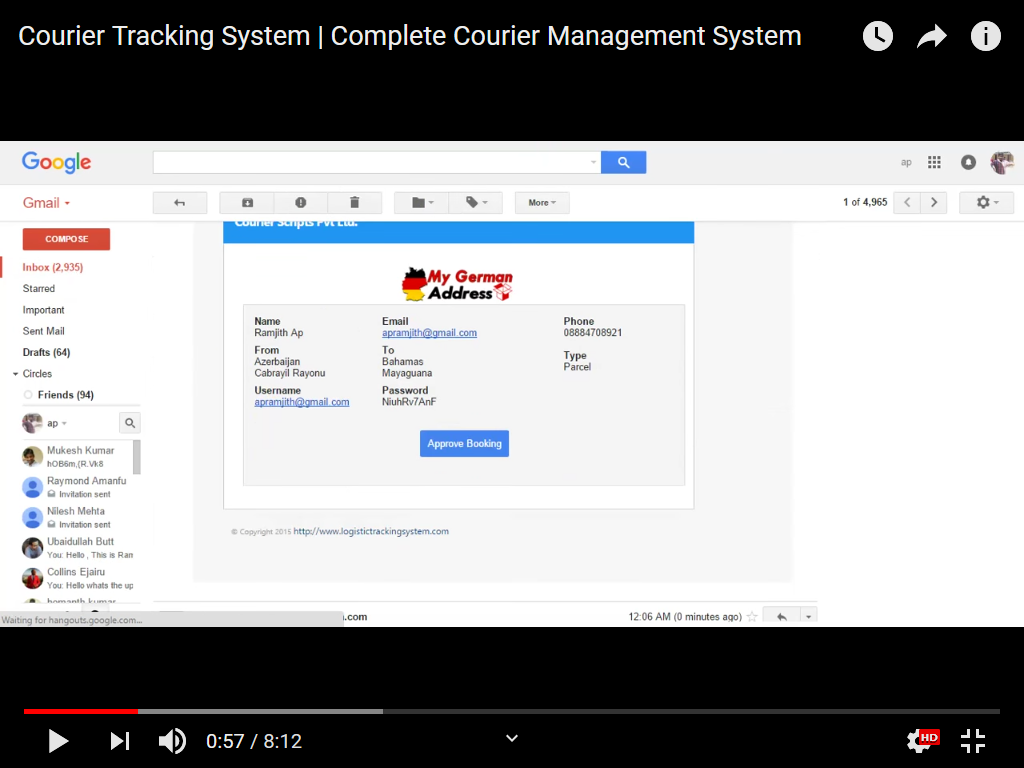 Courier Tracking System | Complete Courier Management System
Google
ap
Gmail
More
1 of 4,965
Courier Scripts Pvt Ltd.
COMPOSE
Inbox (2,935)
Starred
Important
Sent Mail
Drafts (64)
Circles
Friends (94)
ap
Mukesh Kumar
hOB6m,(R.Vk8
Raymond Amanfu
Invitation sent
Nilesh Mehta
Invitation sent
Ubaidullah Butt
You: Hello , This is Ran
Collins Ejairu
You: Hello whats the up
hemanth kumar
My German
Address
Name
Ramjith Ap
Email
apramjith@gmail.com
Phone
08884708921
From
Azerbaijan
Cabrayil Rayonu
To
Bahamas
Mayaguana
Type
Parcel
Username
apramjith@gmail.com
Password
NiuhRv7AnF
Approve Booking
© Copyright 2015 http://www.logistictrackingsystem.com
.com
12:06 AM (0 minutes ago)
Waiting for hangouts.google.com...
0:57 / 8:12
HD